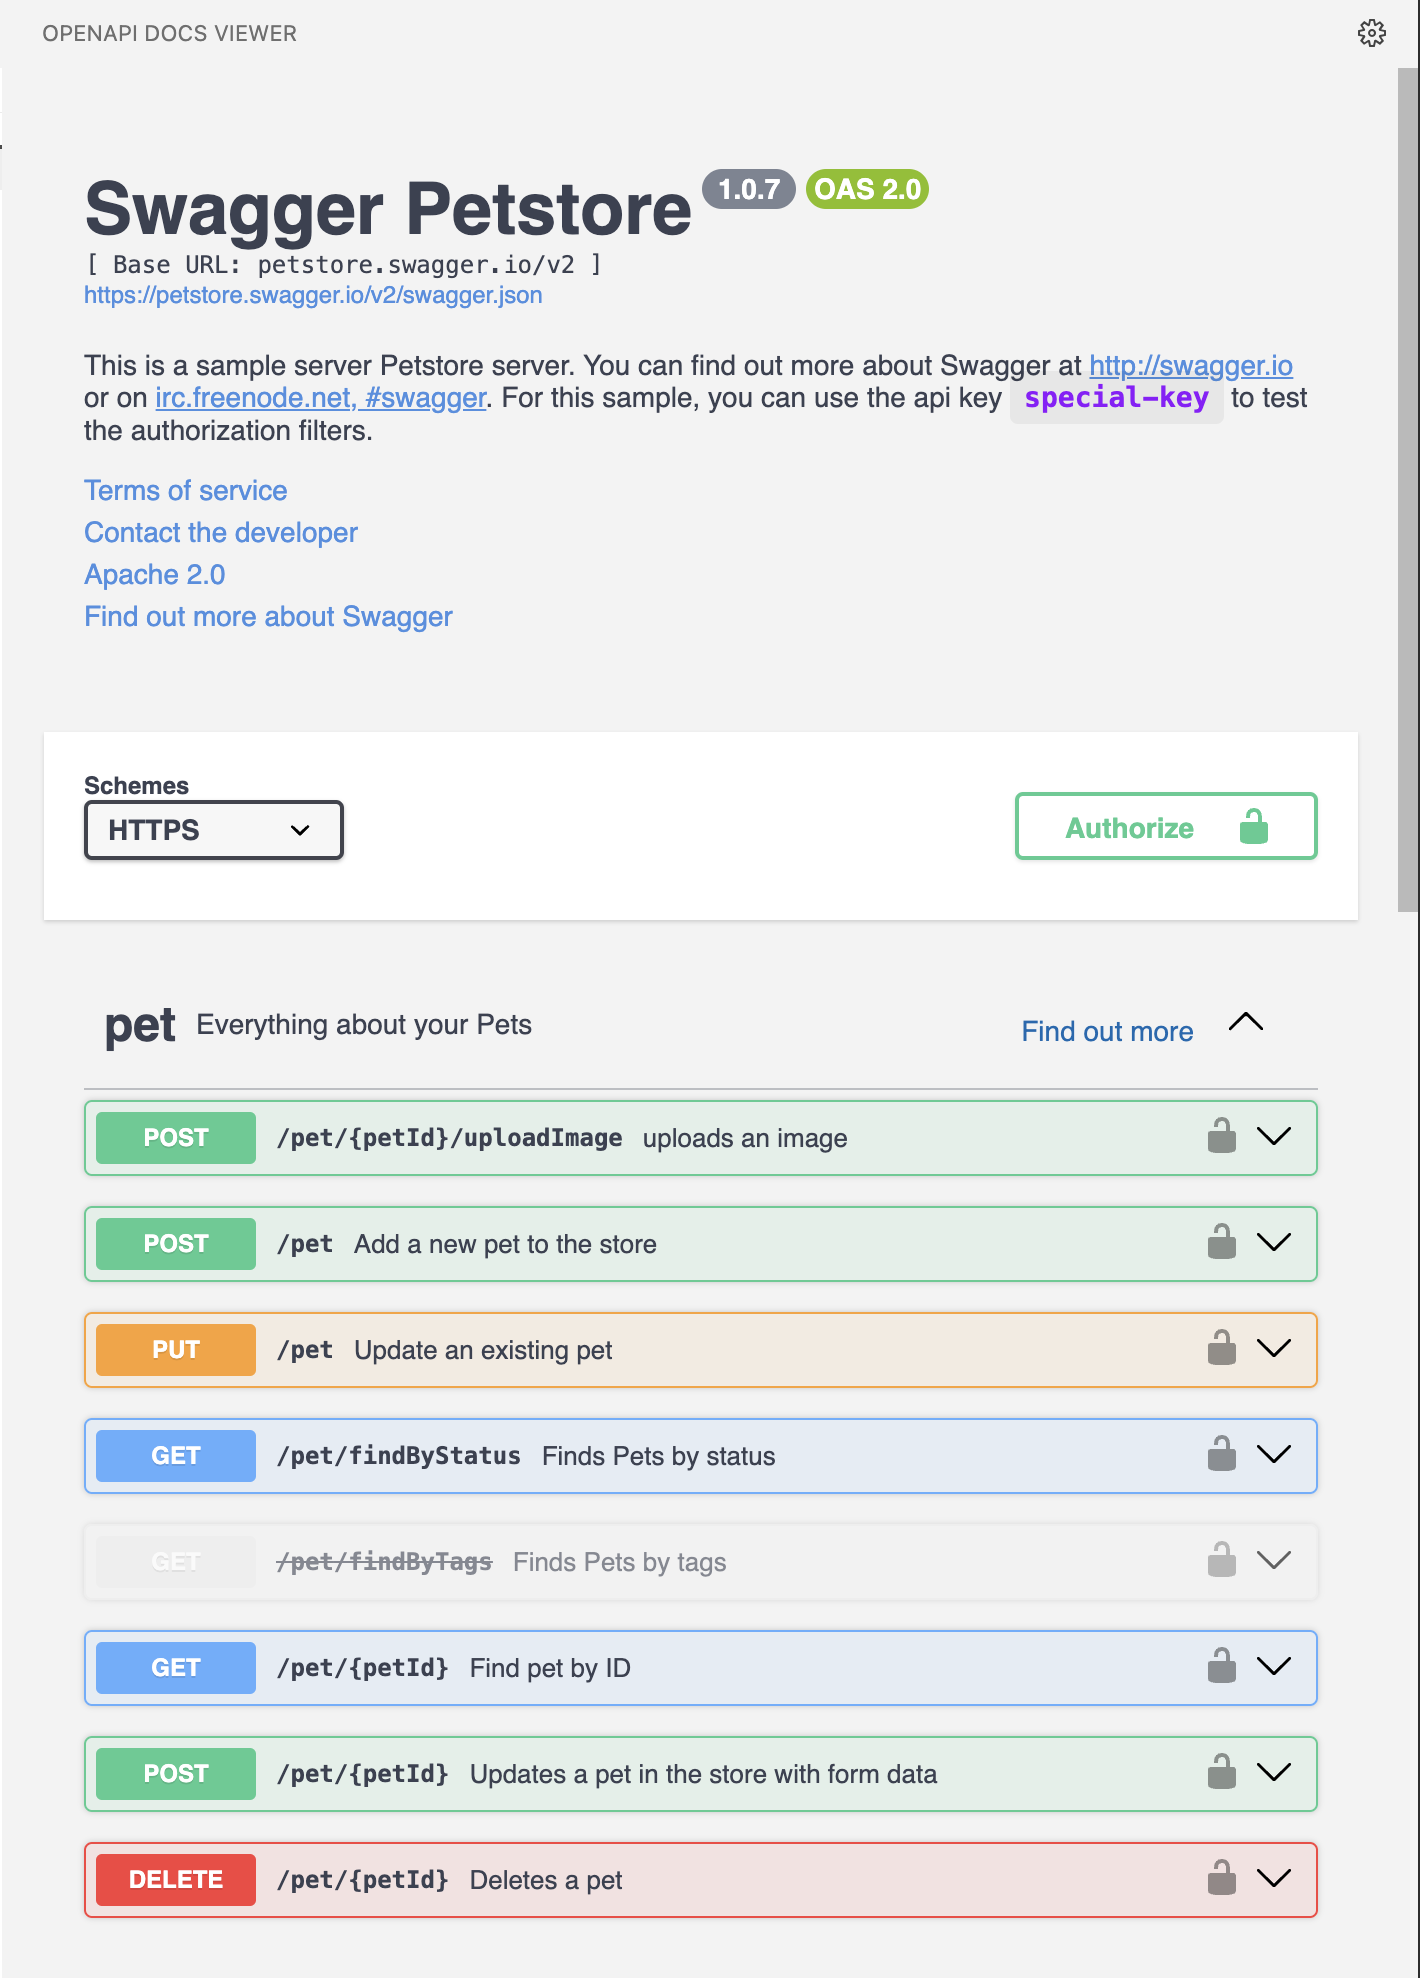 OPENAPI DOCS VIEWER
Swagger Petstore 1.0.7 OAS 2.0
[ Base URL: petstore.swagger.io/v2 ]
https://petstore.swagger.io/v2/swagger.json
This is a sample server Petstore server. You can find out more about Swagger at http://swagger.io
or on irc.freenode.net, #swagger. For this sample, you can use the api key special-key to test
the authorization filters.
Terms of service
Contact the developer
Apache 2.0
Find out more about Swagger
Schemes
HTTPS
Authorize
pet Everything about your Pets Find out more
POST /pet/{petId}/uploadImage uploads an image
POST /pet Add a new pet to the store
PUT /pet Update an existing pet
GET /pet/findByStatus Finds Pets by status
GET /pet/findByTags Finds Pets by tags
GET /pet/{petId} Find pet by ID
POST /pet/{petId} Updates a pet in the store with form data
DELETE /pet/{petId} Deletes a pet